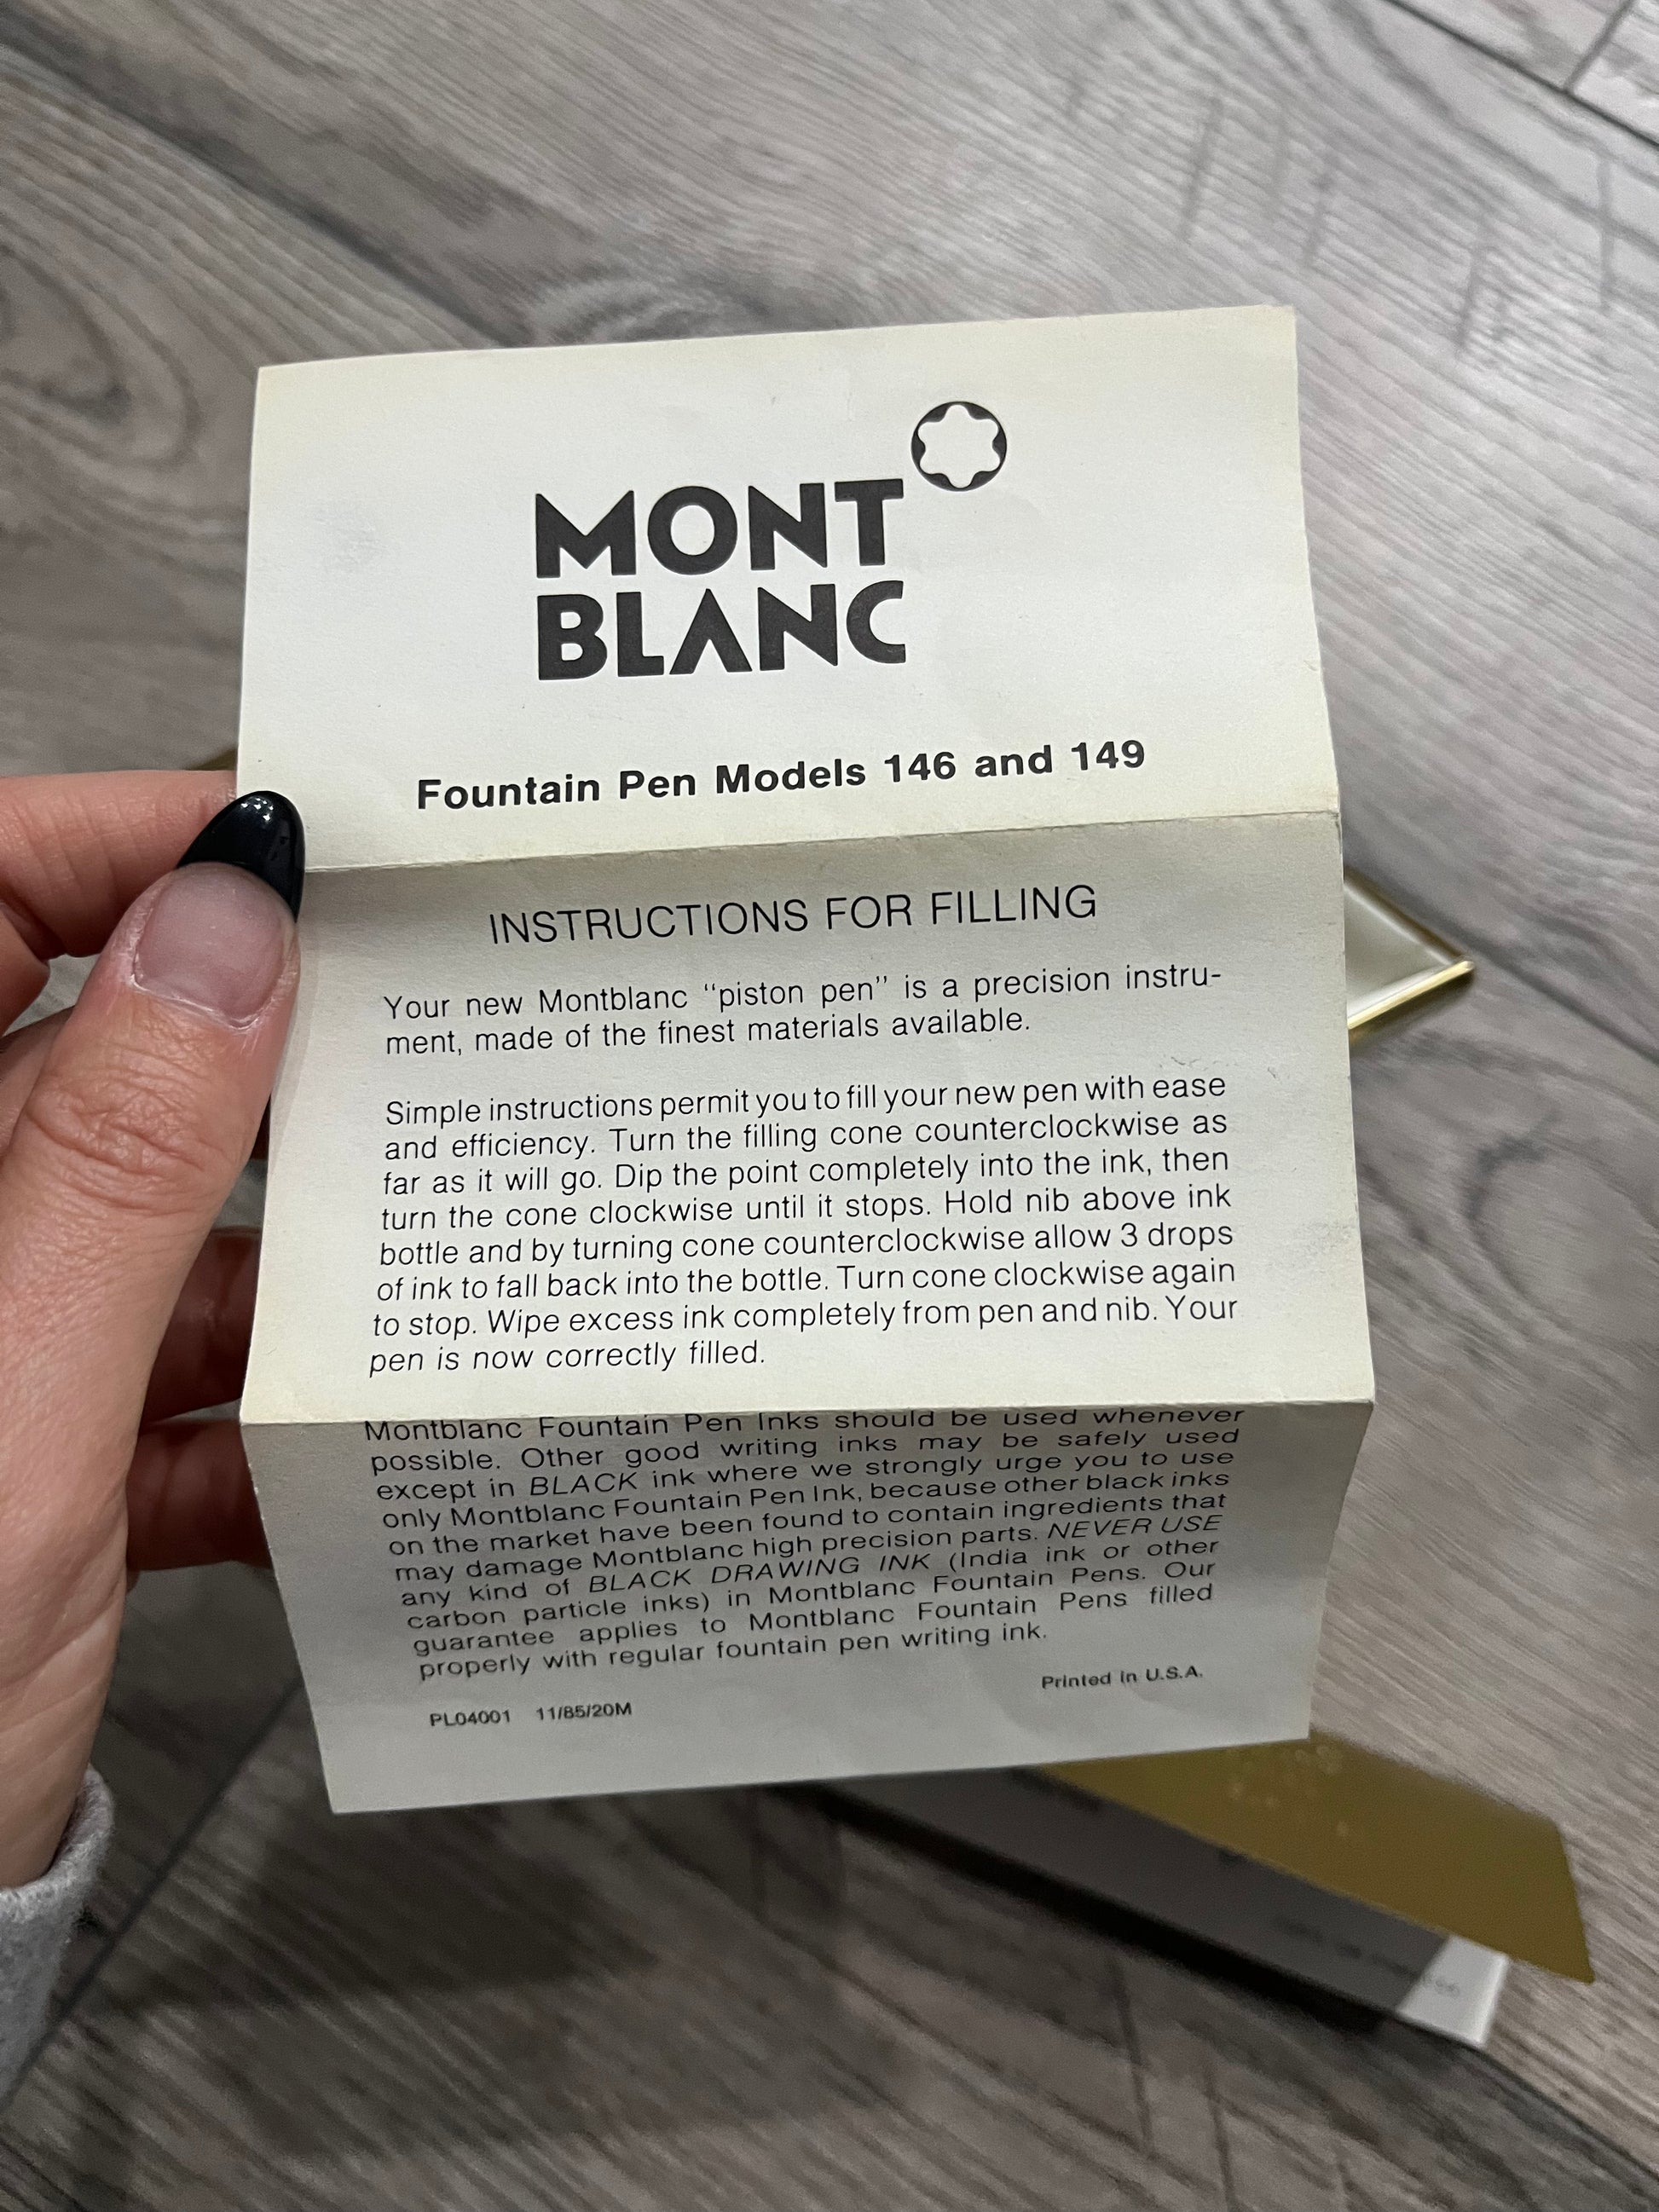 MONT
BLANC
Fountain Pen Models 146 and 149
INSTRUCTIONS FOR FILLING
Your new Montblanc “piston pen” is a precision instru-
ment, made of the finest materials available.
Simple instructions permit you to fill your new pen with ease
and efficiency. Turn the filling cone counterclockwise as
far as it will go. Dip the point completely into the ink, then
turn the cone clockwise until it stops. Hold nib above ink
bottle and by turning cone counterclockwise allow 3 drops
of ink to fall back into the bottle. Turn cone clockwise again
to stop. Wipe excess ink completely from pen and nib. Your
pen is now correctly filled.
Montblanc Fountain Pen Inks should be used whenever
possible. Other good writing inks may be safely used
except in BLACK ink where we strongly urge you to use
only Montblanc Fountain Pen Ink, because other black inks
on the market have been found to contain ingredients that
may damage Montblanc high precision parts. NEVER USE
any kind of BLACK DRAWING INK (India ink or other
carbon particle inks) in Montblanc Fountain Pens. Our
guarantee applies to Montblanc Fountain Pens filled
properly with regular fountain pen writing ink.
Printed in U.S.A.
PL04001 11/85/20M